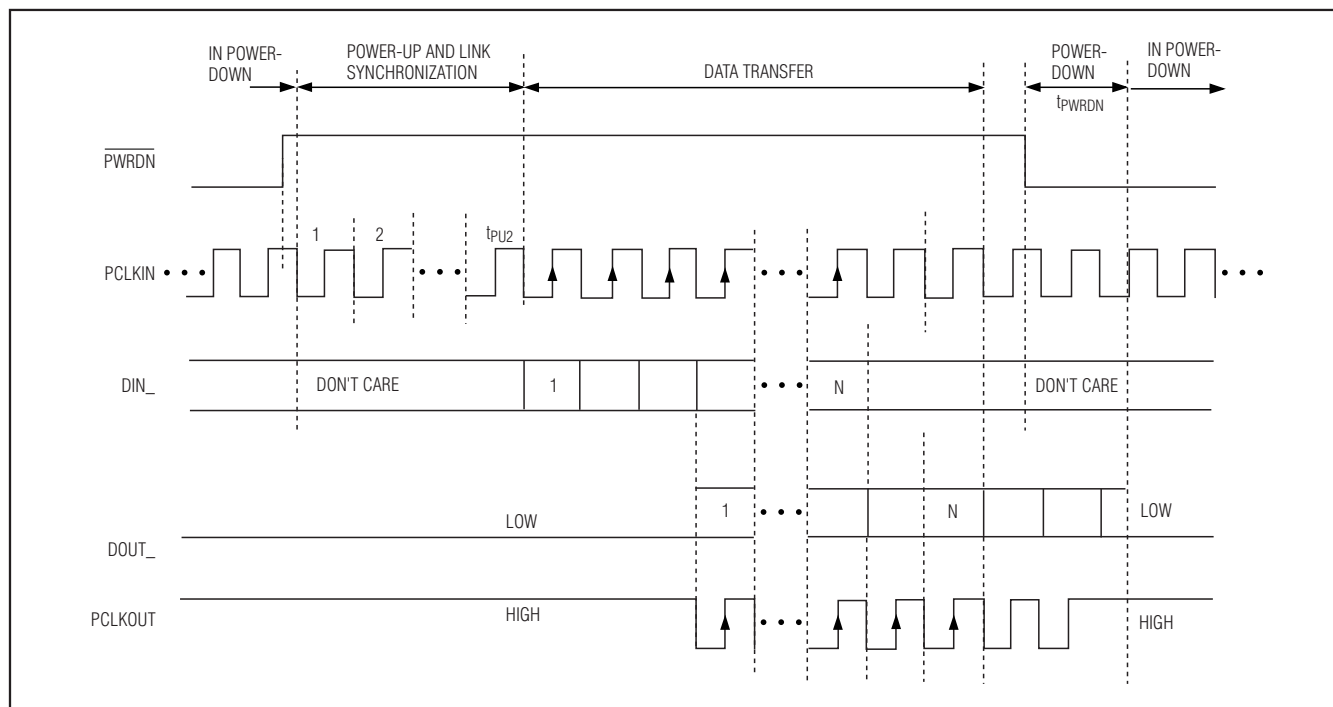 IN POWER-
DOWN
POWER-UP AND LINK
SYNCHRONIZATION
DATA TRANSFER
POWER-
DOWN
tPWRDN
IN POWER-
DOWN
PWRDN
1
2
tPU2
PCLKIN
DIN_
DON'T CARE
1
N
DON'T CARE
1
N
LOW
LOW
DOUT_
PCLKOUT
HIGH
HIGH